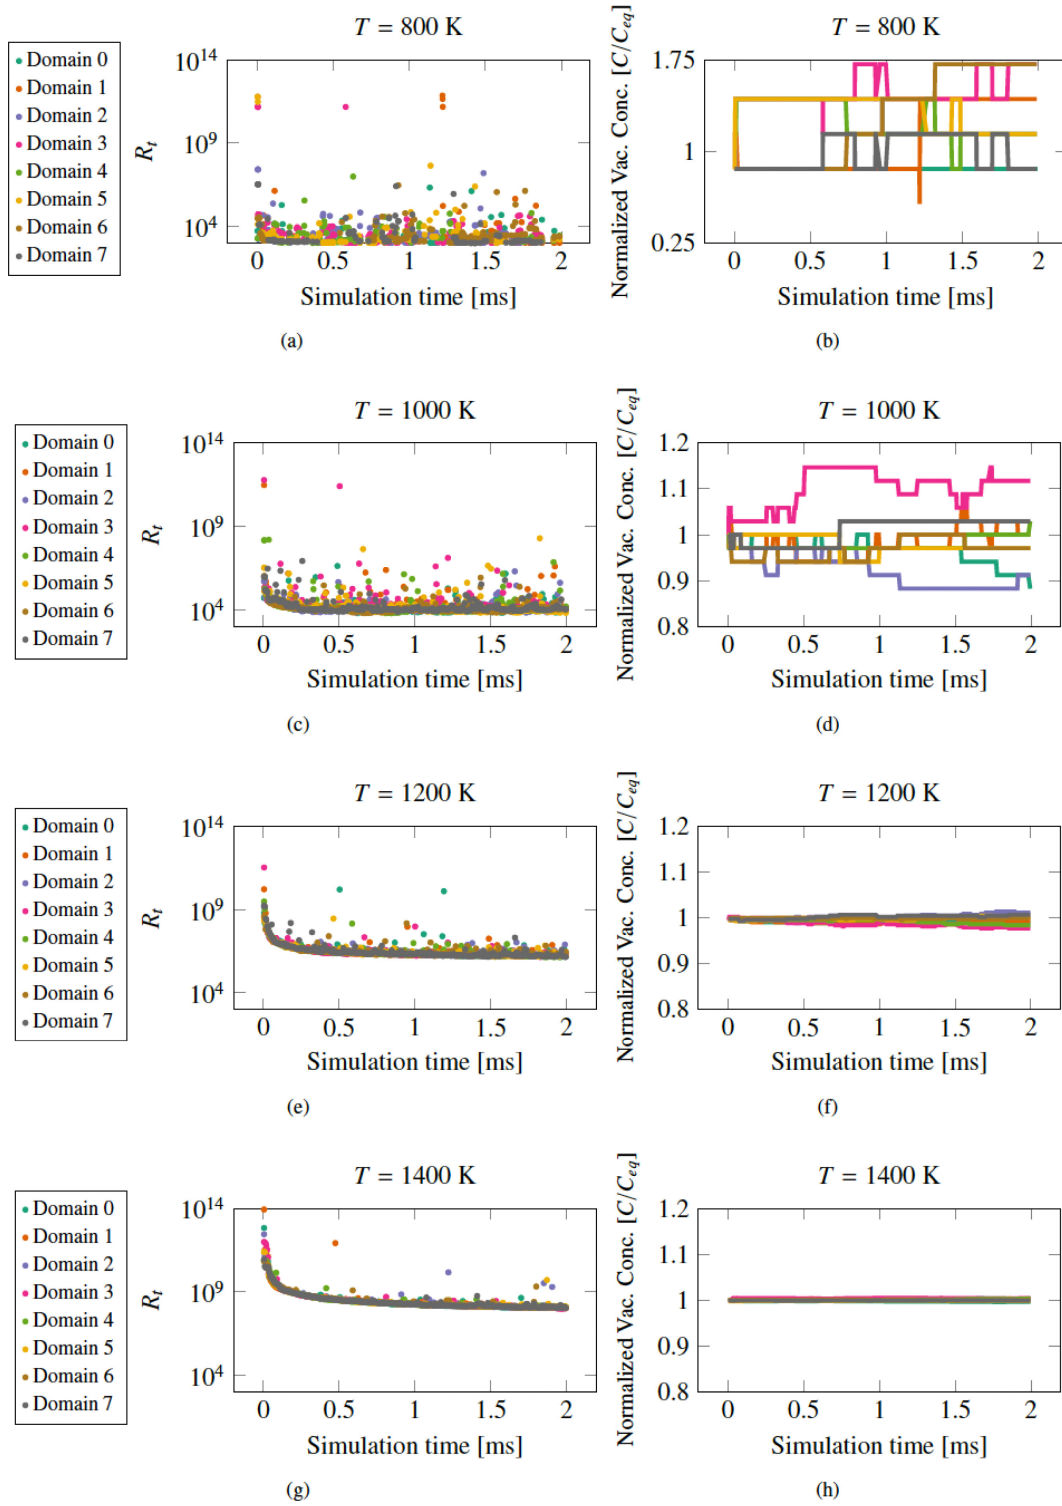 T = 800 K
Domain 0
Domain 1
Domain 2
Domain 3
Domain 4
Domain 5
Domain 6
Domain 7
R_t
10^14
10^9
10^4
0 0.5 1 1.5 2
Simulation time [ms]
(a)
T = 800 K
Normalized Vac. Conc. [C/C_eq]
1.75
1
0.25
0 0.5 1 1.5 2
Simulation time [ms]
(b)
T = 1000 K
Domain 0
Domain 1
Domain 2
Domain 3
Domain 4
Domain 5
Domain 6
Domain 7
R_t
10^14
10^9
10^4
0 0.5 1 1.5 2
Simulation time [ms]
(c)
T = 1000 K
Normalized Vac. Conc. [C/C_eq]
1.2
1.1
1
0.9
0.8
0 0.5 1 1.5 2
Simulation time [ms]
(d)
T = 1200 K
Domain 0
Domain 1
Domain 2
Domain 3
Domain 4
Domain 5
Domain 6
Domain 7
R_t
10^14
10^9
10^4
0 0.5 1 1.5 2
Simulation time [ms]
(e)
T = 1200 K
Normalized Vac. Conc. [C/C_eq]
1.2
1.1
1
0.9
0.8
0 0.5 1 1.5 2
Simulation time [ms]
(f)
T = 1400 K
Domain 0
Domain 1
Domain 2
Domain 3
Domain 4
Domain 5
Domain 6
Domain 7
R_t
10^14
10^9
10^4
0 0.5 1 1.5 2
Simulation time [ms]
(g)
T = 1400 K
Normalized Vac. Conc. [C/C_eq]
1.2
1.1
1
0.9
0.8
0 0.5 1 1.5 2
Simulation time [ms]
(h)